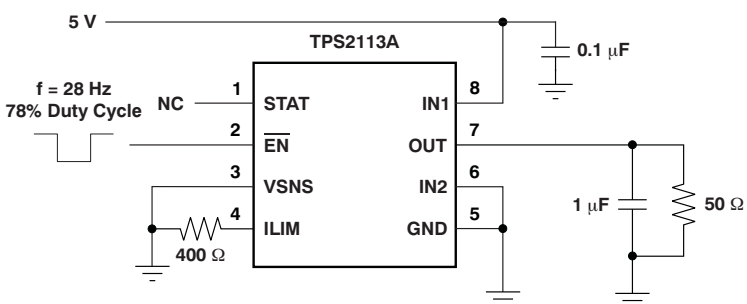 5 V
TPS2113A
0.1 μF
f = 28 Hz
78% Duty Cycle
NC
1
STAT
IN1
8
2
EN
OUT
7
3
VSNS
IN2
6
4
ILIM
GND
5
400 Ω
1 μF
50 Ω